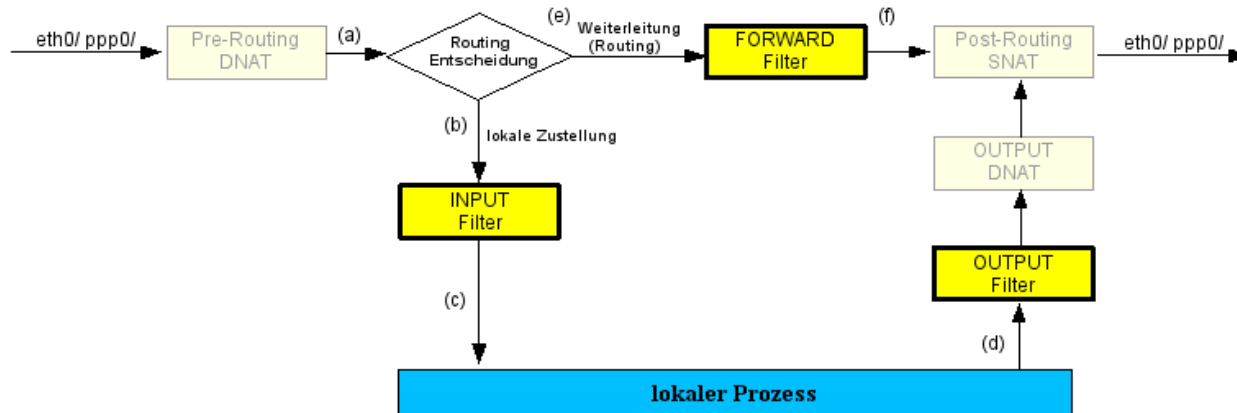 eth0/ ppp0/
Pre-Routing
DNAT
(a)
Routing
Entscheidung
(e)
Weiterleitung
(Routing)
FORWARD
Filter
(f)
Post-Routing
SNAT
eth0/ ppp0/
(b)
lokale Zustellung
OUTPUT
DNAT
INPUT
Filter
OUTPUT
Filter
(c)
(d)
lokaler Prozess